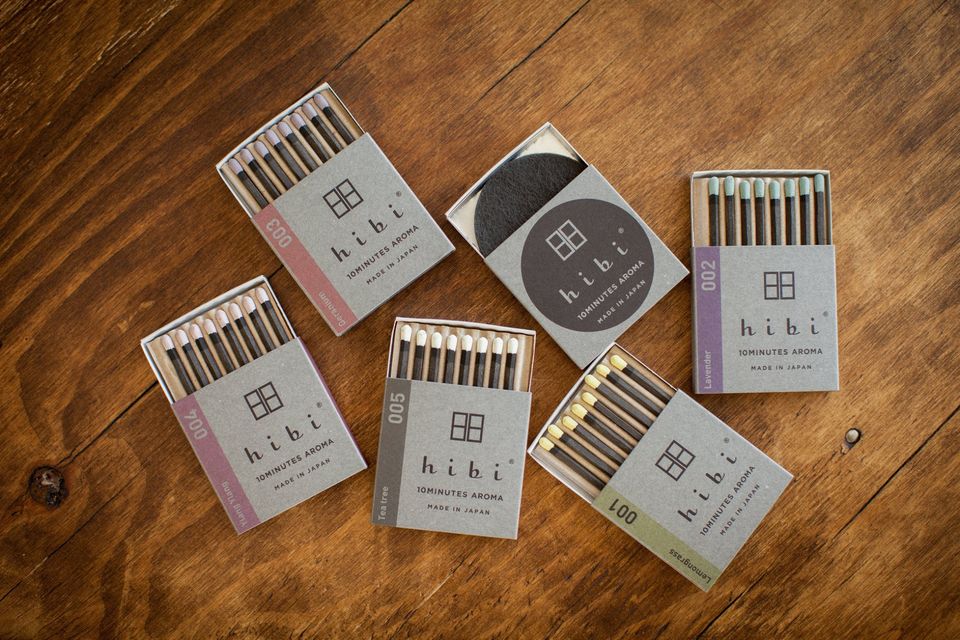 003
Geranium
hibi®
10MINUTES AROMA
MADE IN JAPAN
hibi®
10MINUTES AROMA
MADE IN JAPAN
002
Lavender
hibi®
10MINUTES AROMA
MADE IN JAPAN
004
Ylang Ylang
hibi®
10MINUTES AROMA
MADE IN JAPAN
005
Tea tree
hibi®
10MINUTES AROMA
MADE IN JAPAN
001
Lemongrass
hibi®
10MINUTES AROMA
MADE IN JAPAN